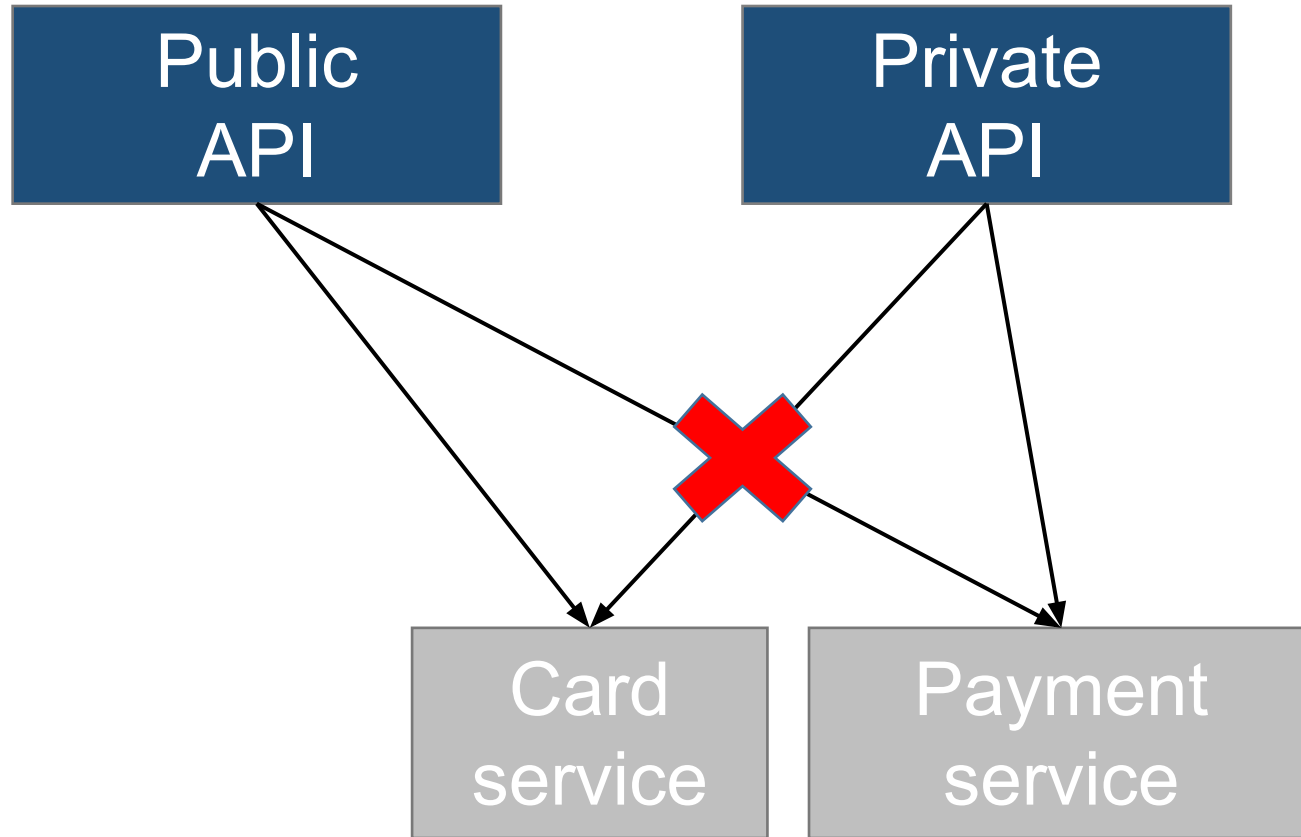 Public
API
Private
API
Card
service
Payment
service